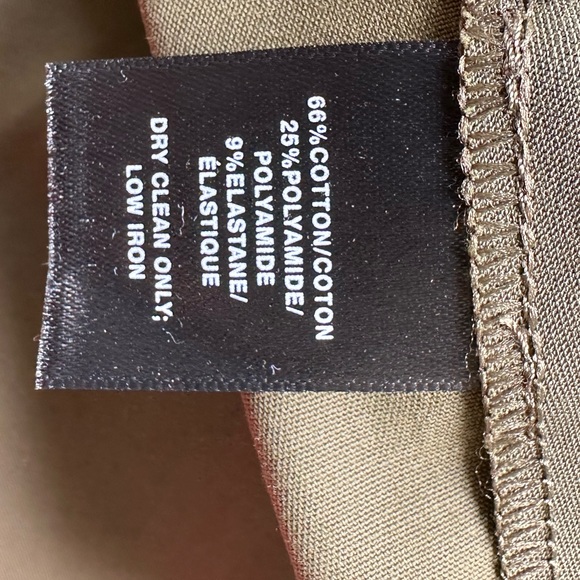 66%COTTON/COTON
25%POLYAMIDE/
POLYAMIDE
9%ELASTANE/
ÉLASTIQUE
DRY CLEAN ONLY;
LOW IRON